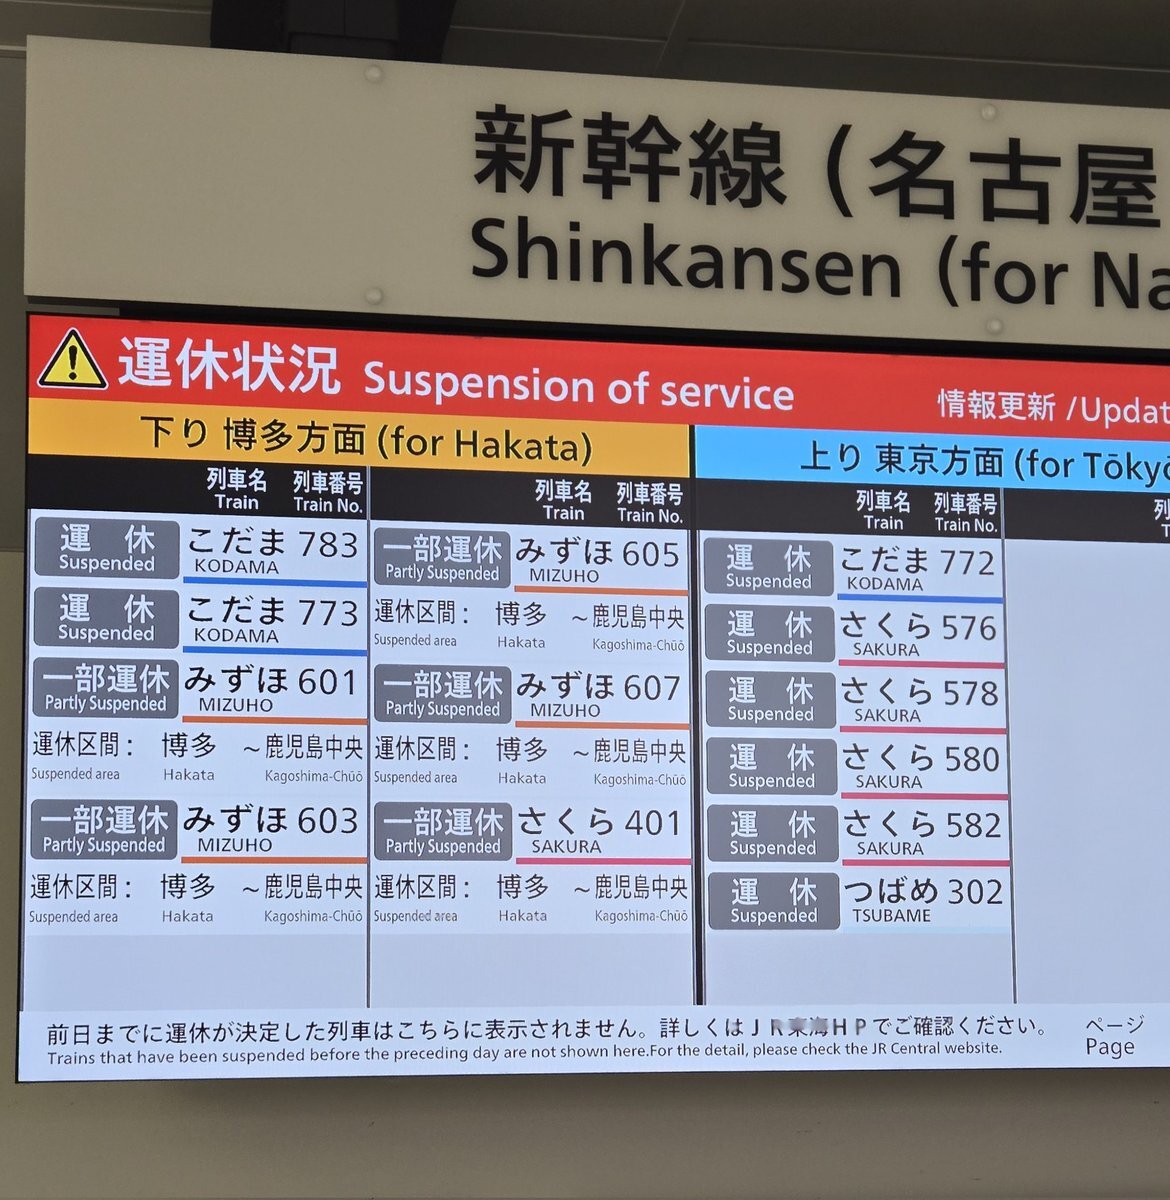 新幹線（名古屋
Shinkansen (for Na
運休状況 Suspension of service
情報更新 /Updat
下り 博多方面 (for Hakata)
列車名 列車番号
Train Train No.
運 休 こだま 783
Suspended KODAMA
運 休 こだま 773
Suspended KODAMA
一部運休 みずほ 601
Partly Suspended MIZUHO
運休区間： 博多 ～鹿児島中央
Suspended area Hakata Kagoshima-Chūō
一部運休 みずほ 603
Partly Suspended MIZUHO
運休区間： 博多 ～鹿児島中央
Suspended area Hakata Kagoshima-Chūō
列車名 列車番号
Train Train No.
一部運休 みずほ 605
Partly Suspended MIZUHO
運休区間： 博多 ～鹿児島中央
Suspended area Hakata Kagoshima-Chūō
一部運休 みずほ 607
Partly Suspended MIZUHO
運休区間： 博多 ～鹿児島中央
Suspended area Hakata Kagoshima-Chūō
一部運休 さくら 401
Partly Suspended SAKURA
運休区間： 博多 ～鹿児島中央
Suspended area Hakata Kagoshima-Chūō
上り 東京方面 (for Tōkyō
列車名 列車番号
Train Train No.
運 休 こだま 772
Suspended KODAMA
運 休 さくら 576
Suspended SAKURA
運 休 さくら 578
Suspended SAKURA
運 休 さくら 580
Suspended SAKURA
運 休 さくら 582
Suspended SAKURA
運 休 つばめ 302
Suspended TSUBAME
列
前日までに運休が決定した列車はこちらに表示されません。詳しくはＪＲ東海ＨＰでご確認ください。
Trains that have been suspended before the preceding day are not shown here.For the detail, please check the JR Central website.
ページ
Page